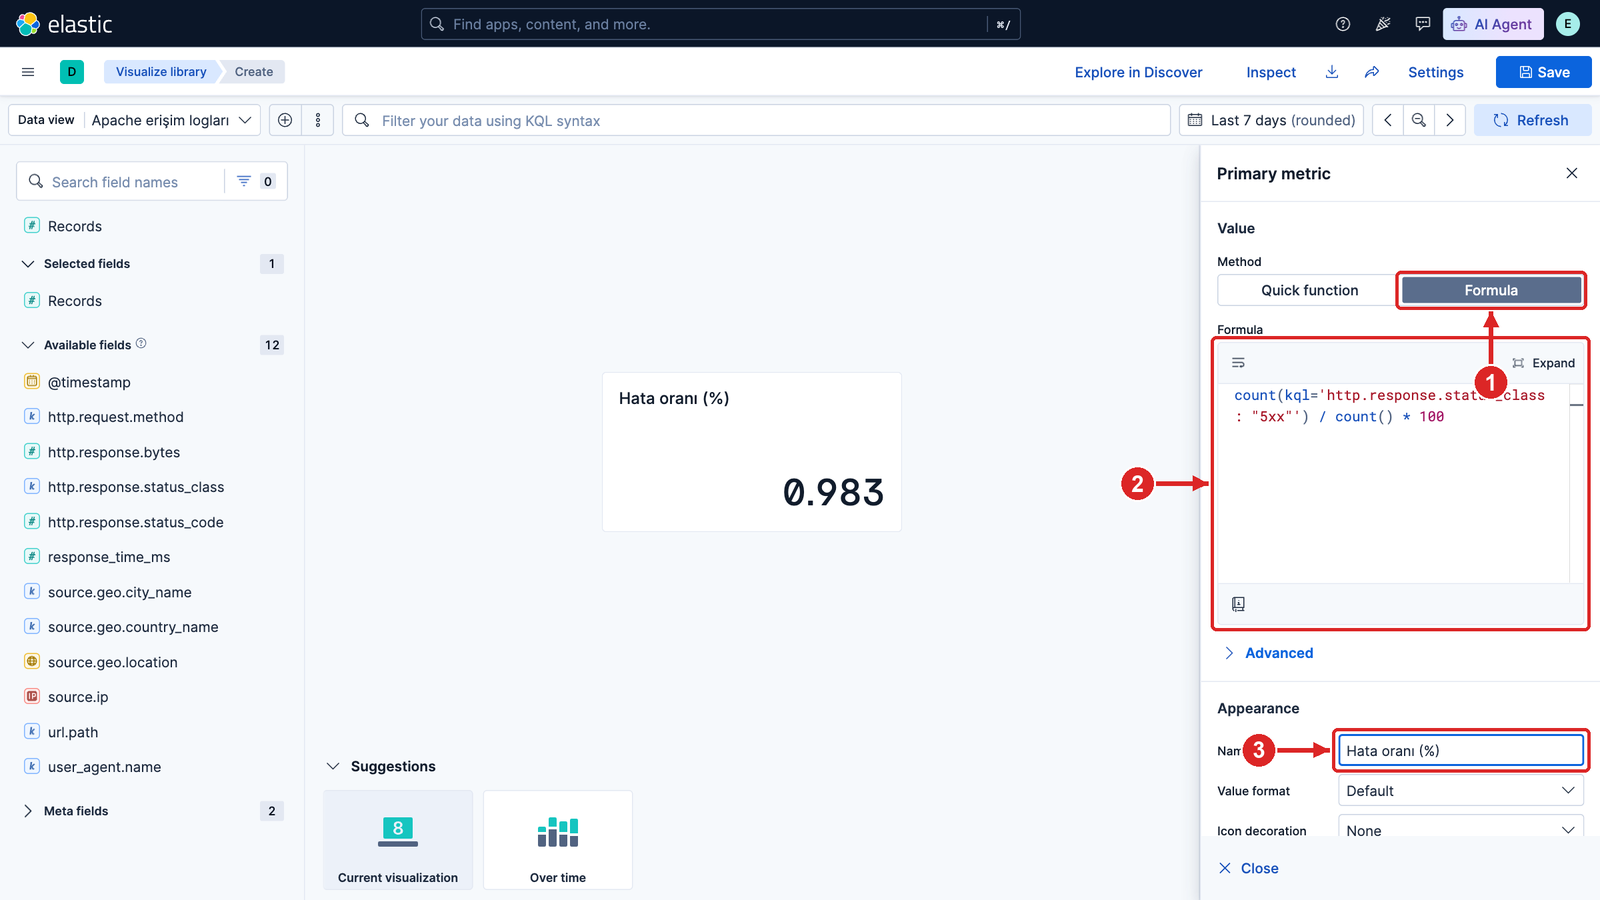 elastic
Find apps, content, and more.
⌘/
AI Agent
E
D
Visualize library
Create
Explore in Discover
Inspect
Settings
Save
Data view
Apache erişim logları
Filter your data using KQL syntax
Last 7 days (rounded)
Refresh
Search field names
0
Records
Selected fields
1
Records
Available fields
12
@timestamp
http.request.method
http.response.bytes
http.response.status_class
http.response.status_code
response_time_ms
source.geo.city_name
source.geo.country_name
source.geo.location
source.ip
url.path
user_agent.name
Meta fields
2
Hata oranı (%)
0.983
Suggestions
8
Current visualization
Over time
Primary metric
Value
Method
Quick function
Formula
Formula
Expand
1
count(kql='http.response.status_class
: "5xx"') / count() * 100
2
Advanced
Appearance
3
Hata oranı (%)
Value format
Default
Icon decoration
None
Close